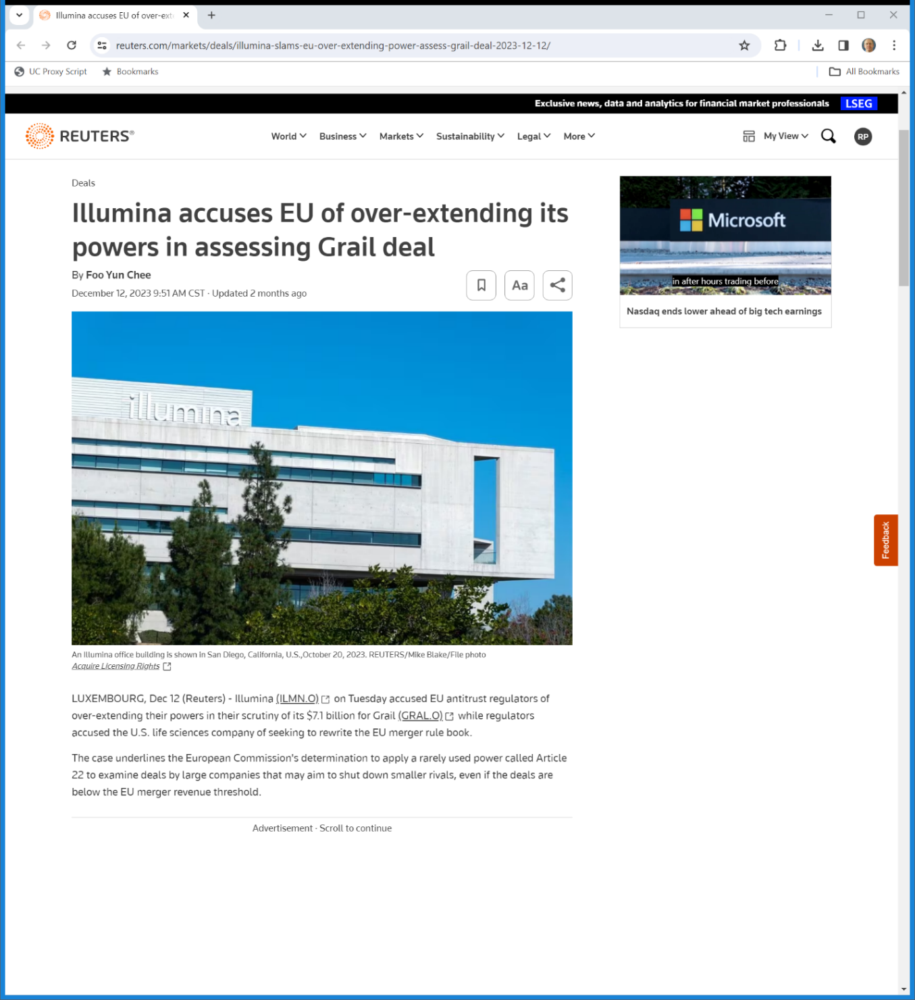 Illumina accuses EU of over-ext
reuters.com/markets/deals/illumina-slams-eu-over-extending-power-assess-grail-deal-2023-12-12/
UC Proxy Script Bookmarks All Bookmarks
Exclusive news, data and analytics for financial market professionals LSEG
REUTERS® World Business Markets Sustainability Legal More My View RP
Deals
Illumina accuses EU of over-extending its
powers in assessing Grail deal
By Foo Yun Chee
December 12, 2023 9:51 AM CST · Updated 2 months ago
Aa
Microsoft
in after hours trading before
Nasdaq ends lower ahead of big tech earnings
illumina
Feedback
An Illumina office building is shown in San Diego, California, U.S.,October 20, 2023. REUTERS/Mike Blake/File photo
Acquire Licensing Rights
LUXEMBOURG, Dec 12 (Reuters) - Illumina (ILMN.O) on Tuesday accused EU antitrust regulators of
over-extending their powers in their scrutiny of its $7.1 billion for Grail (GRAL.O) while regulators
accused the U.S. life sciences company of seeking to rewrite the EU merger rule book.
The case underlines the European Commission's determination to apply a rarely used power called Article
22 to examine deals by large companies that may aim to shut down smaller rivals, even if the deals are
below the EU merger revenue threshold.
Advertisement · Scroll to continue